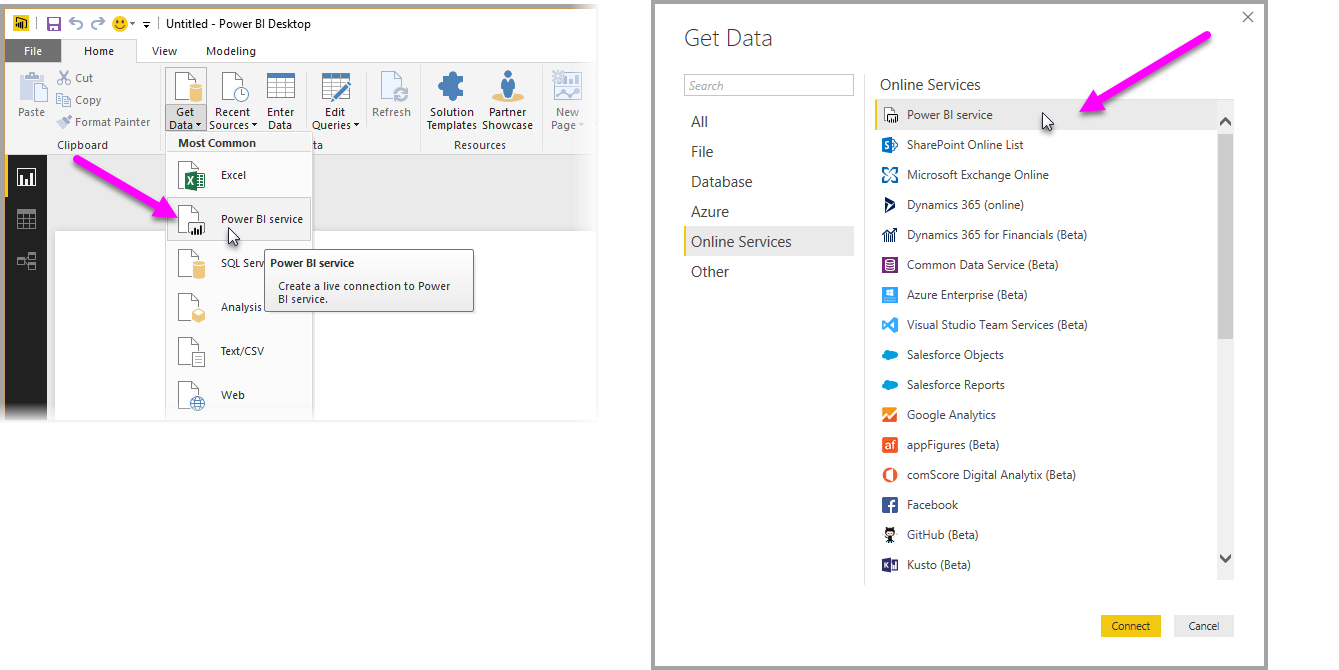 Untitled - Power BI Desktop
File Home View Modeling
Paste
Cut
Copy
Format Painter
Clipboard
Get
Data
Recent
Sources
Enter
Data
Edit
Queries
Refresh
Solution
Templates
Partner
Showcase
Resources
New
Page
ta
Most Common
Excel
Power BI service
SQL Serv
Analysis
Text/CSV
Web
Power BI service
Create a live connection to Power
BI service.
Get Data
Search
All
File
Database
Azure
Online Services
Other
Online Services
Power BI service
SharePoint Online List
Microsoft Exchange Online
Dynamics 365 (online)
Dynamics 365 for Financials (Beta)
Common Data Service (Beta)
Azure Enterprise (Beta)
Visual Studio Team Services (Beta)
Salesforce Objects
Salesforce Reports
Google Analytics
appFigures (Beta)
comScore Digital Analytix (Beta)
Facebook
GitHub (Beta)
Kusto (Beta)
Connect Cancel